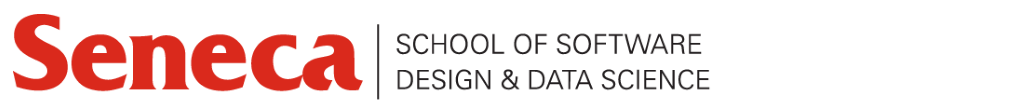 Seneca
SCHOOL OF SOFTWARE
DESIGN & DATA SCIENCE